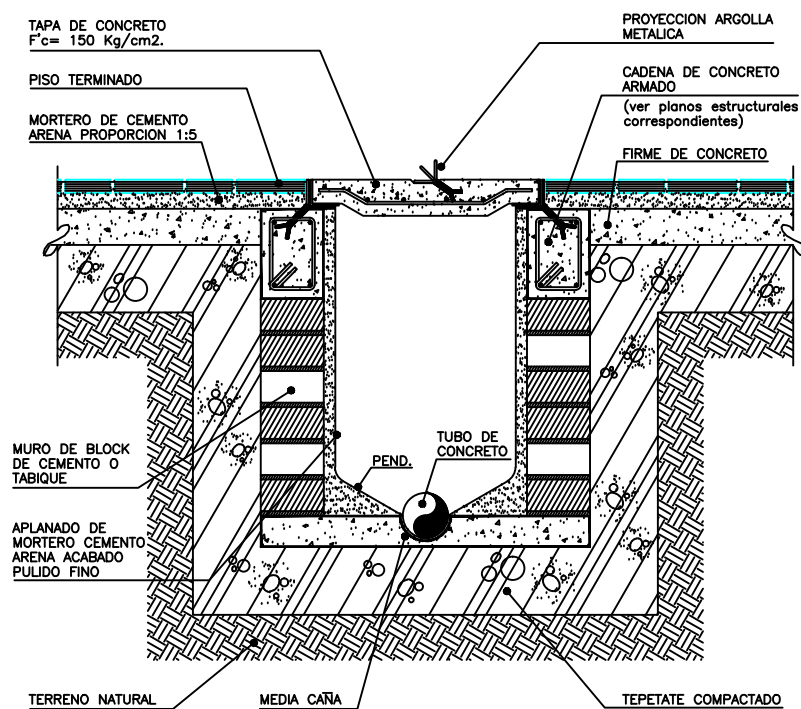 TAPA DE CONCRETO
F'c= 150 Kg/cm2.
PISO TERMINADO
MORTERO DE CEMENTO
ARENA PROPORCION 1:5
PROYECCION ARGOLLA
METALICA
CADENA DE CONCRETO
ARMADO
(ver planos estructurales
correspondientes)
FIRME DE CONCRETO
MURO DE BLOCK
DE CEMENTO O
TABIQUE
PEND.
TUBO DE
CONCRETO
APLANADO DE
MORTERO CEMENTO
ARENA ACABADO
PULIDO FINO
TERRENO NATURAL
MEDIA CAÑA
TEPETATE COMPACTADO